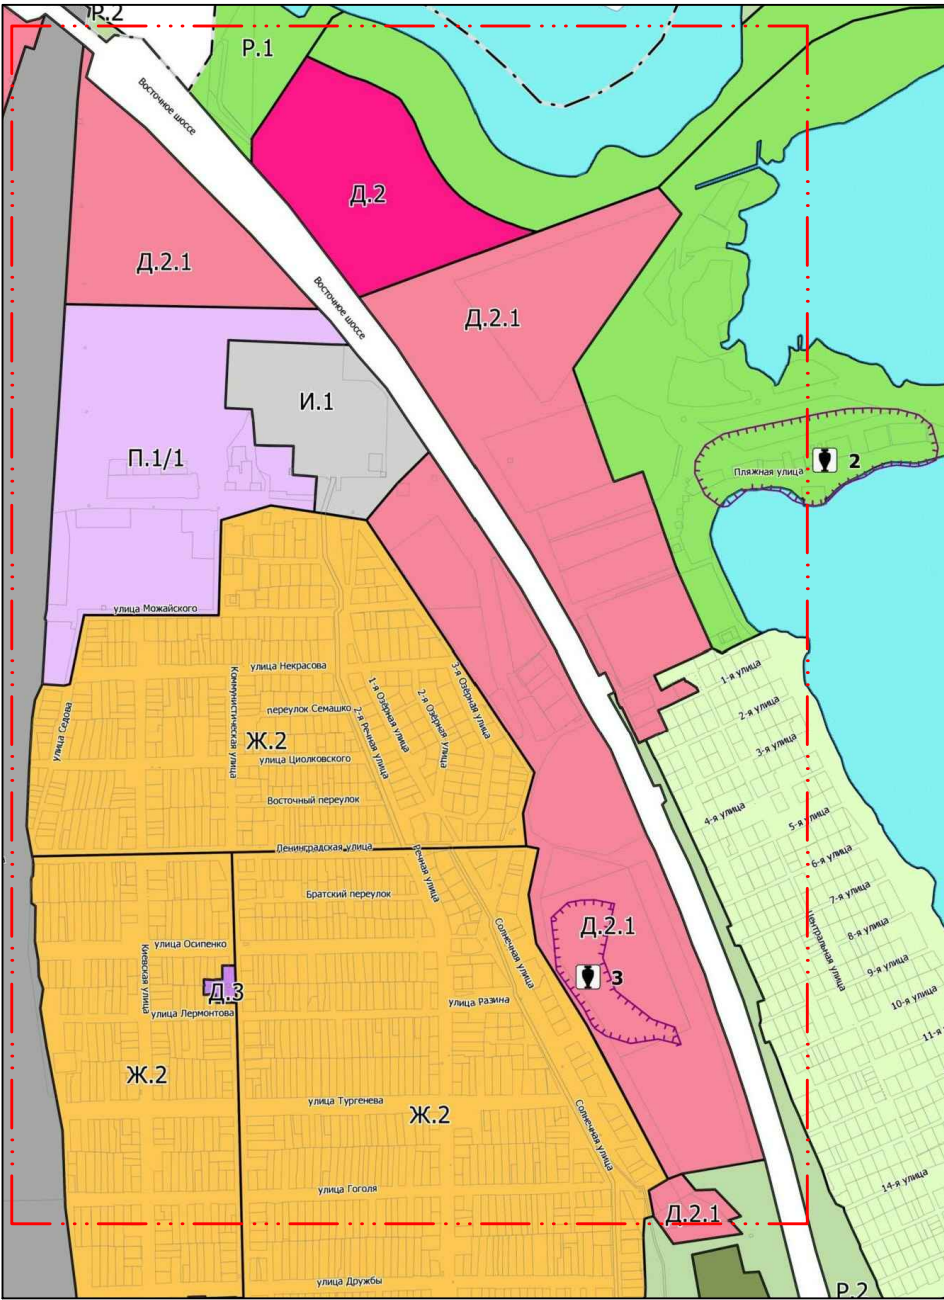 Р.2
Р.1
Восточное шоссе
Д.2
Д.2.1
Восточное шоссе
Д.2.1
И.1
П.1/1
Пляжная улица
2
улица Можайского
улица Некрасова
3-я Озёрная улица
1-я улица
Коммунистическая улица
1-я Озёрная улица
2-я Озёрная улица
улица Седова
переулок Семашко
2-я Речная улица
2-я улица
Ж.2
3-я улица
улица Циолковского
Восточный переулок
4-я улица
5-я улица
Ленинградская улица
Речная улица
6-я улица
Братский переулок
7-я улица
Д.2.1
8-я улица
улица Осипенко
Солнечная улица
Центральная улица
Киевская улица
9-я улица
3
Д.3
улица Разина
10-я улица
улица Лермонтова
11-я
Ж.2
улица Тургенева
Ж.2
Солнечная улица
14-я улица
улица Гоголя
Д.2.1
улица Дружбы
Р.2